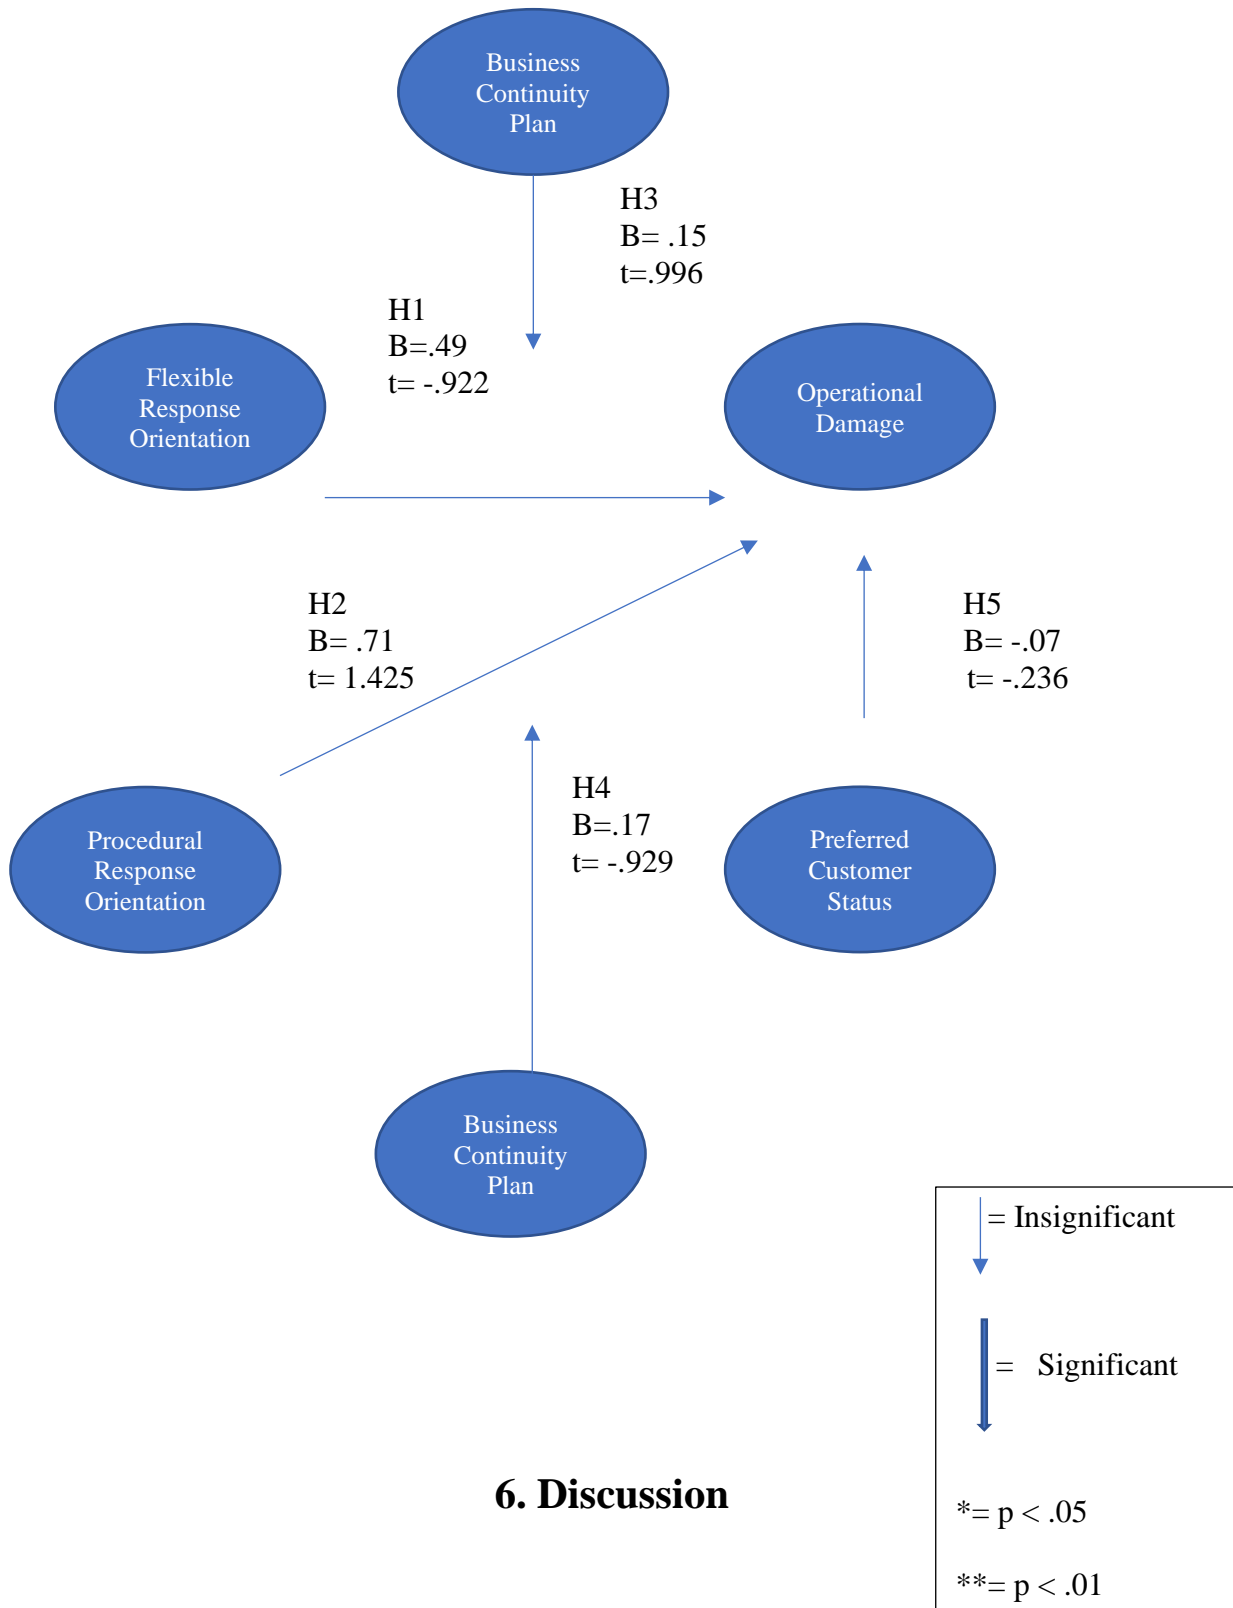 Business
Continuity
Plan
H3
B= .15
t=.996
H1
B=.49
t= -.922
Flexible
Response
Orientation
Operational
Damage
H2
B= .71
t= 1.425
H5
B= -.07
t= -.236
H4
B=.17
t= -.929
Procedural
Response
Orientation
Preferred
Customer
Status
Business
Continuity
Plan
= Insignificant
= Significant
6. Discussion
*= p < .05
**= p < .01